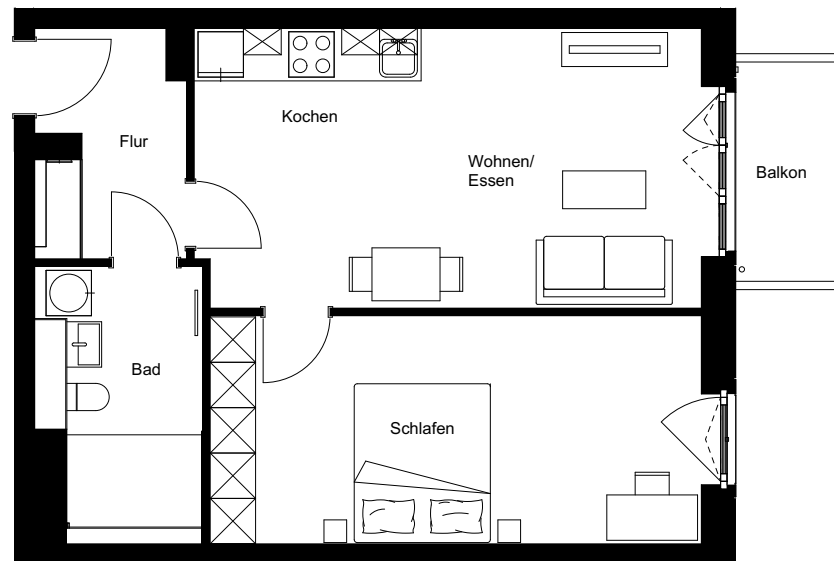 Kochen
Flur
Wohnen/
Essen
Balkon
Bad
Schlafen